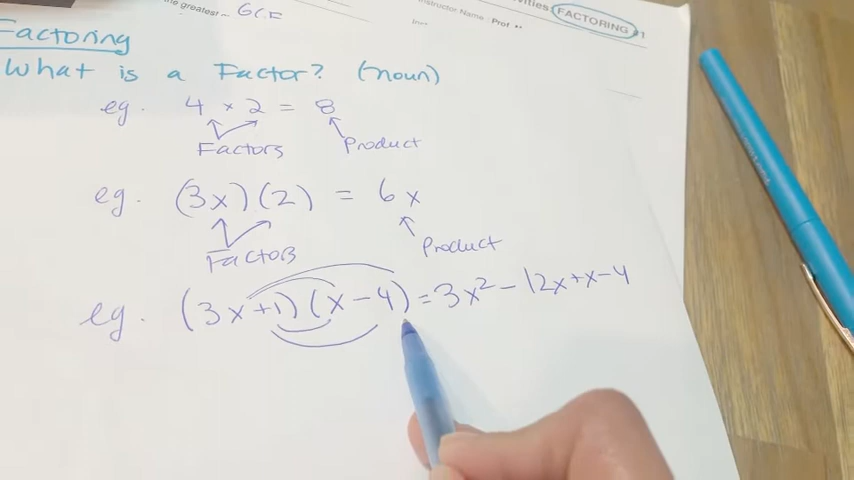 the greatest~ GCF
Instructor Name: Prof **
FACTORING #1
Factoring
What is a Factor? (noun)
eg. 4 × 2 = 8
Factors Product
eg. (3x)(2) = 6x
Factors Product
eg. (3x+1)(x-4)=3x²-12x+x-4